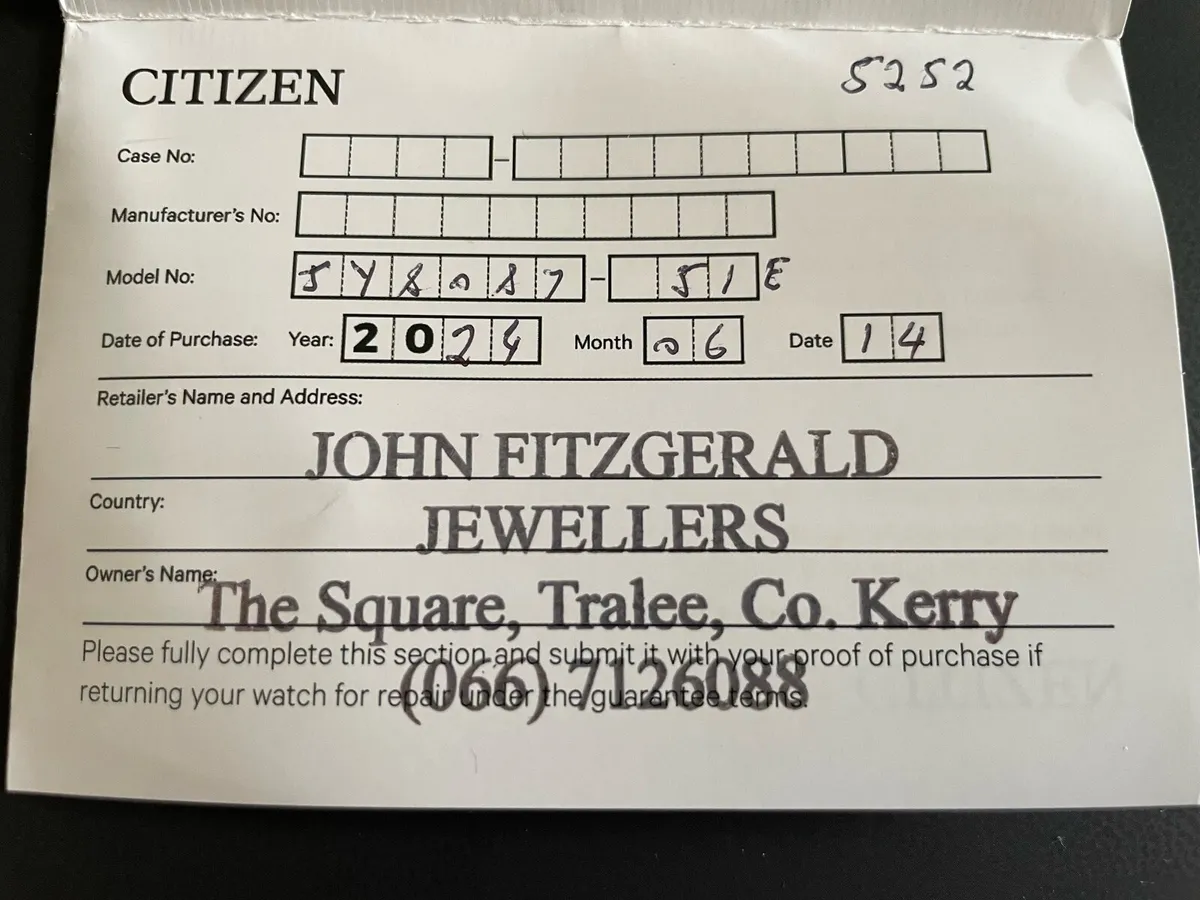 CITIZEN 5252
Case No: -
Manufacturer's No:
Model No: JY8087-51E
Date of Purchase: Year: 2024 Month 06 Date 14
Retailer's Name and Address:
JOHN FITZGERALD
Country:
JEWELLERS
Owner's Name:
The Square, Tralee, Co. Kerry
Please fully complete this section and submit it with your proof of purchase if
returning your watch for repair under the guarantee terms.
(066) 7126088